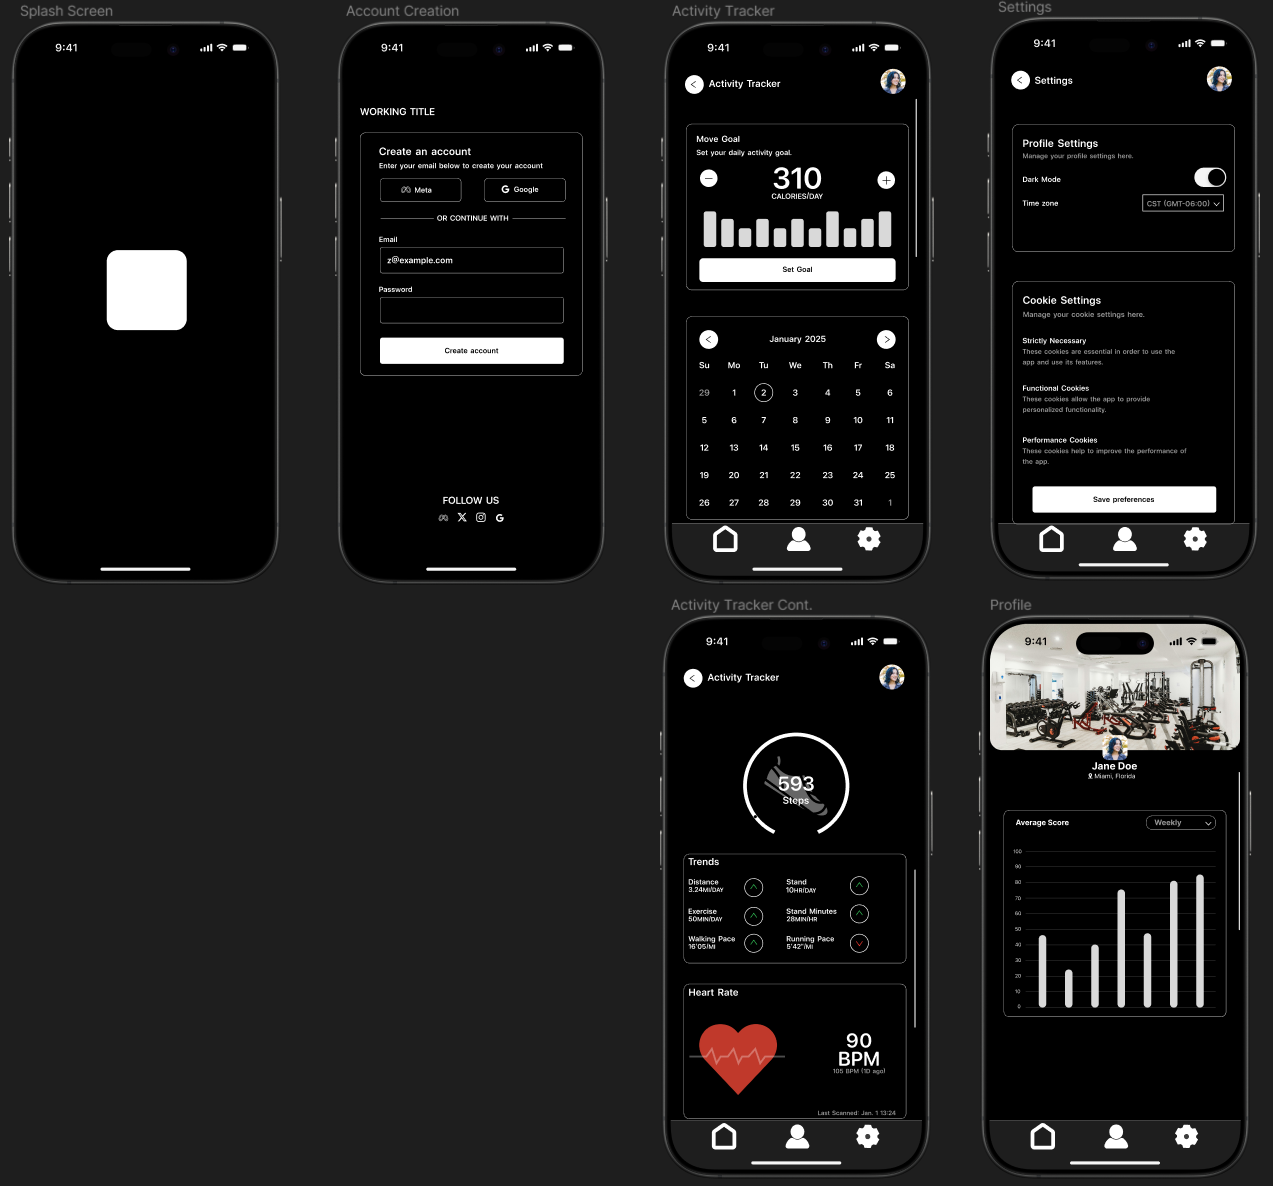 Splash Screen
9:41
Account Creation
9:41
WORKING TITLE
Create an account
Enter your email below to create your account
Meta
Google
OR CONTINUE WITH
Email
z@example.com
Password
Create account
FOLLOW US
Activity Tracker
9:41
Activity Tracker
Move Goal
Set your daily activity goal.
310
CALORIES/DAY
Set Goal
January 2025
Su Mo Tu We Th Fr Sa
29 1 2 3 4 5 6
5 6 7 8 9 10 11
12 13 14 15 16 17 18
19 20 21 22 23 24 25
26 27 28 29 30 31 1
Settings
9:41
Settings
Profile Settings
Manage your profile settings here.
Dark Mode
Time zone
CST (GMT-06:00)
Cookie Settings
Manage your cookie settings here.
Strictly Necessary
These cookies are essential in order to use the
app and use its features.
Functional Cookies
These cookies allow the app to provide
personalized functionality.
Performance Cookies
These cookies help to improve the performance of
the app.
Save preferences
Activity Tracker Cont.
9:41
Activity Tracker
593
Steps
Trends
Distance
3.24MI/DAY
Stand
10HR/DAY
Exercise
50MIN/DAY
Stand Minutes
28MIN/HR
Walking Pace
16'05/MI
Running Pace
5'42"/MI
Heart Rate
90
BPM
105 BPM (1D ago)
Last Scanned: Jan. 1 13:24
Profile
9:41
Jane Doe
Miami, Florida
Average Score
Weekly
100
90
80
70
60
50
40
30
20
10
0